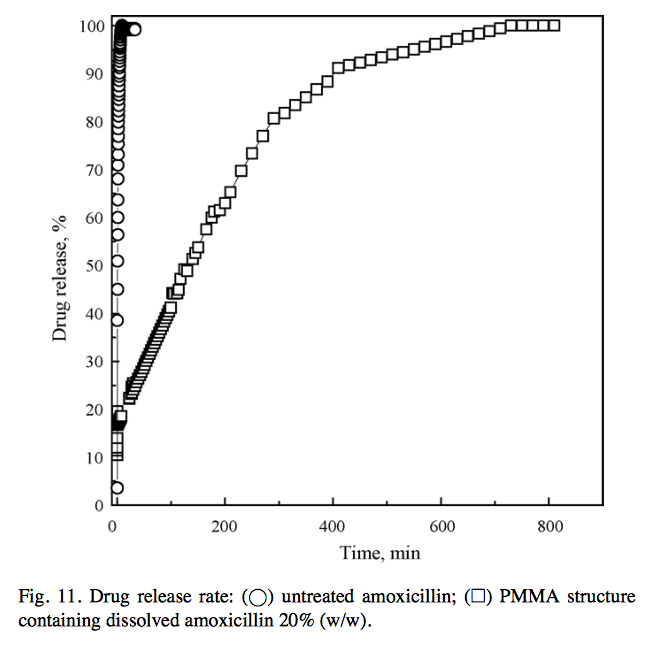 100
90
80
70
60
50
40
30
20
10
0
Drug release, %
0 200 400 600 800
Time, min
Fig. 11. Drug release rate: (○) untreated amoxicillin; (□) PMMA structure
containing dissolved amoxicillin 20% (w/w).